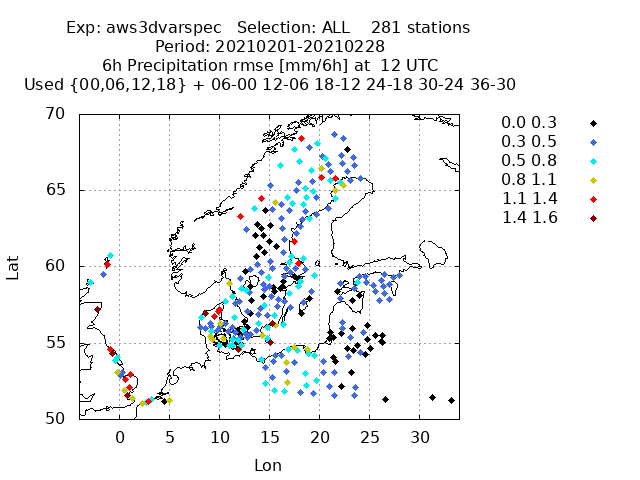 Exp: aws3dvarspec Selection: ALL 281 stations
Period: 20210201-20210228
6h Precipitation rmse [mm/6h] at 12 UTC
Used {00,06,12,18} + 06-00 12-06 18-12 24-18 30-24 36-30
0.0 0.3
0.3 0.5
0.5 0.8
0.8 1.1
1.1 1.4
1.4 1.6
70
65
60
55
50
Lat
0 5 10 15 20 25 30
Lon